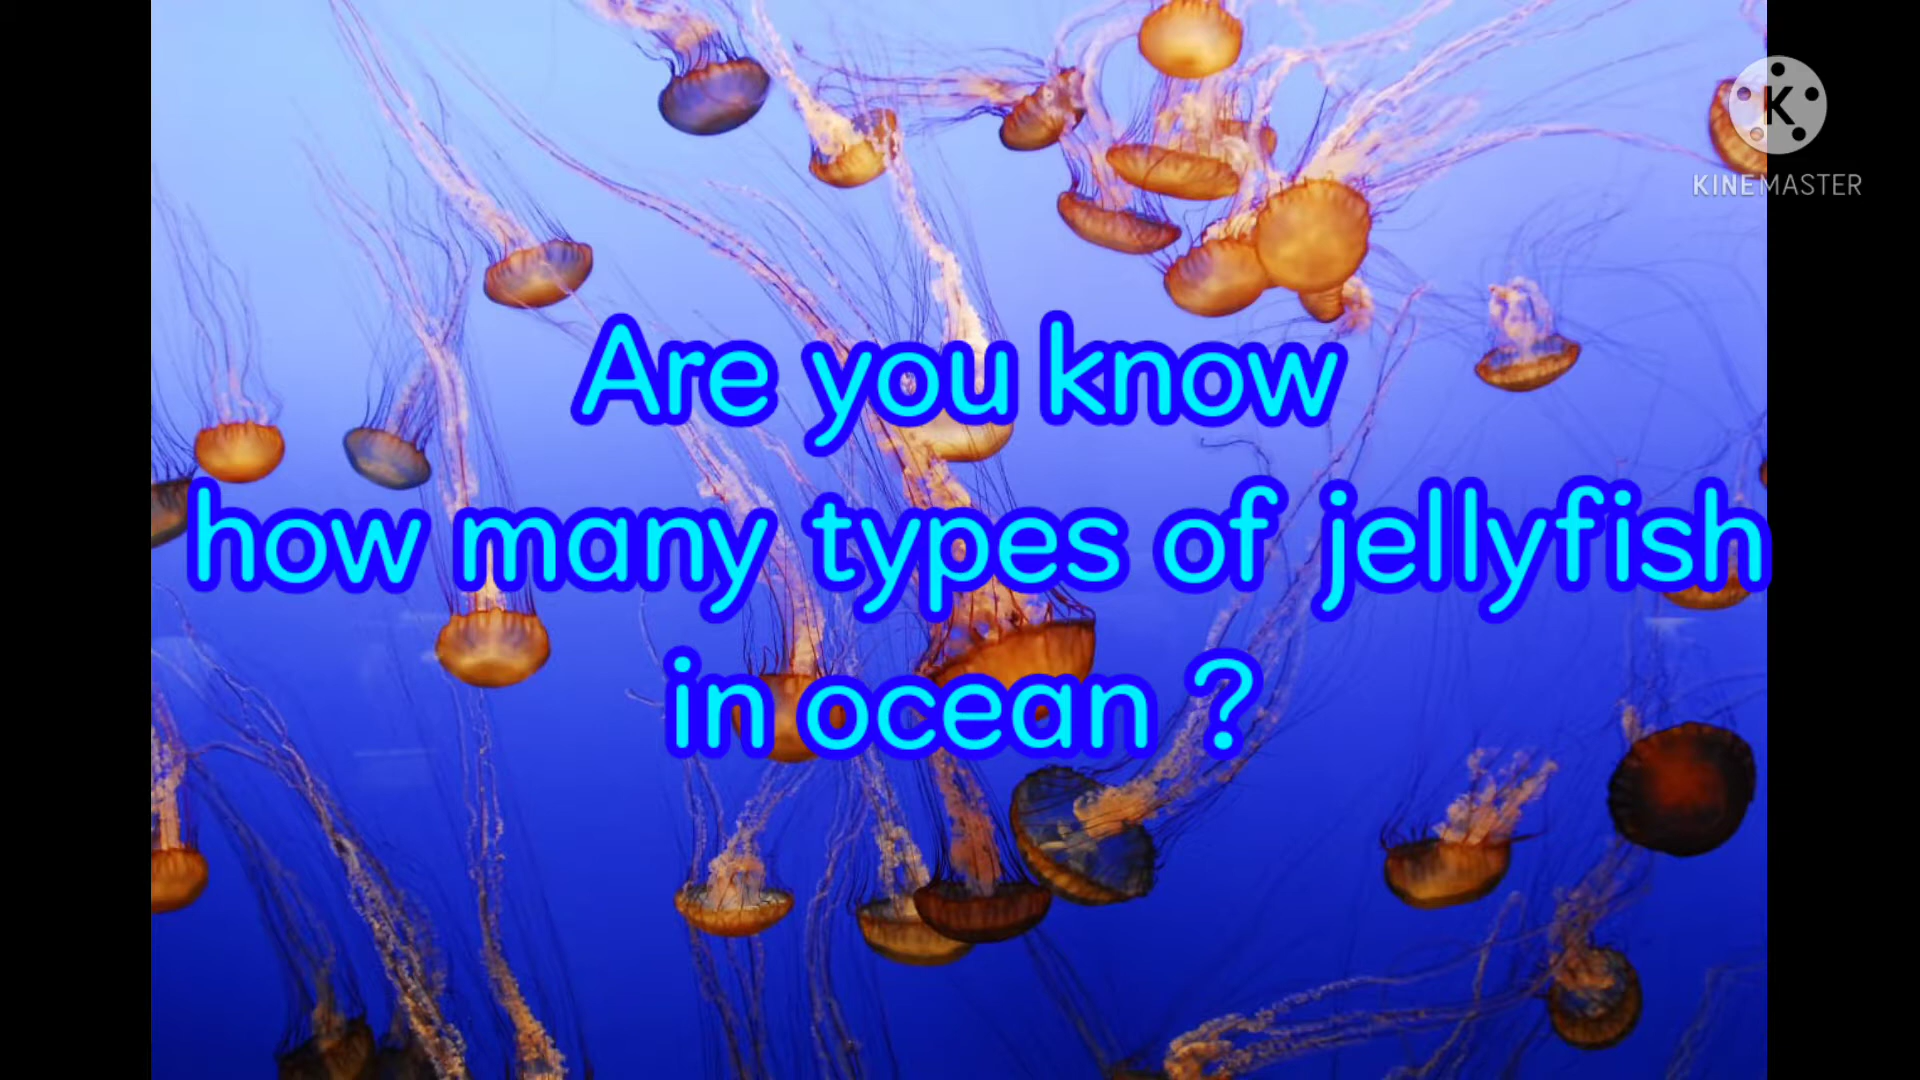 K
KINEMASTER
Are you know
how many types of jellyfish
in ocean ?